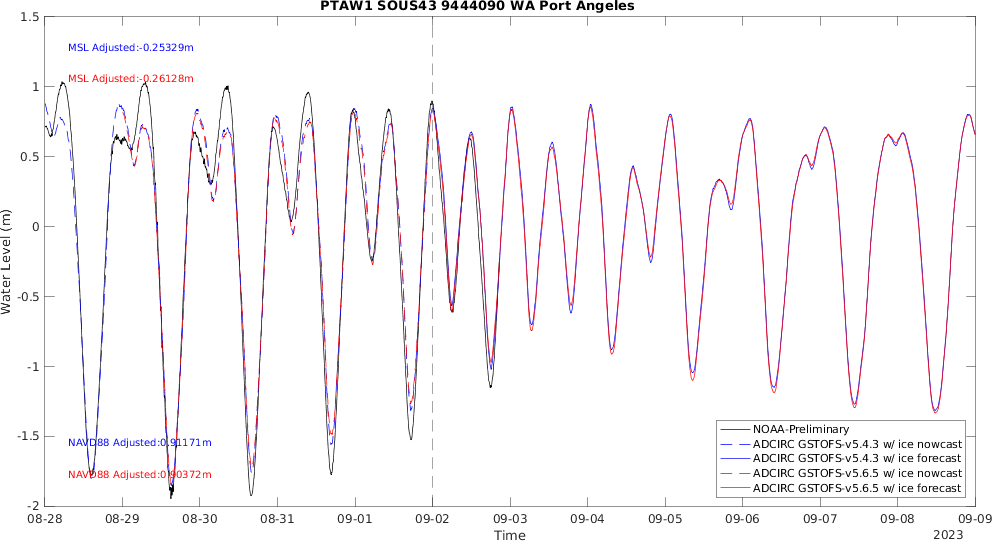 PTAW1 SOUS43 9444090 WA Port Angeles
Water Level (m)
1.5
1
0.5
0
-0.5
-1
-1.5
-2
MSL Adjusted:-0.25329m
MSL Adjusted:-0.26128m
NAVD88 Adjusted:0.91171m
NAVD88 Adjusted:0.90372m
NOAA-Preliminary
ADCIRC GSTOFS-v5.4.3 w/ ice nowcast
ADCIRC GSTOFS-v5.4.3 w/ ice forecast
ADCIRC GSTOFS-v5.6.5 w/ ice nowcast
ADCIRC GSTOFS-v5.6.5 w/ ice forecast
08-28 08-29 08-30 08-31 09-01 09-02 09-03 09-04 09-05 09-06 09-07 09-08 09-09
Time
2023